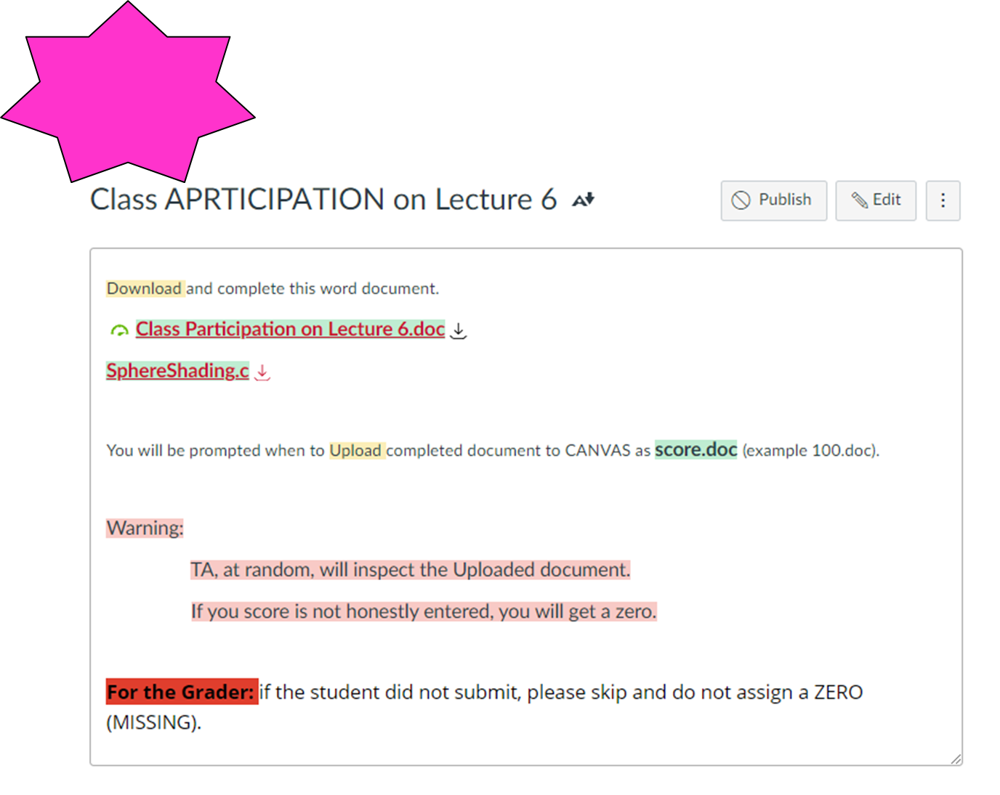 Class APRTICIPATION on Lecture 6
Publish
Edit
Download and complete this word document.
Class Participation on Lecture 6.doc
SphereShading.c
You will be prompted when to Upload completed document to CANVAS as score.doc (example 100.doc).
Warning:
TA, at random, will inspect the Uploaded document.
If you score is not honestly entered, you will get a zero.
For the Grader: if the student did not submit, please skip and do not assign a ZERO
(MISSING).